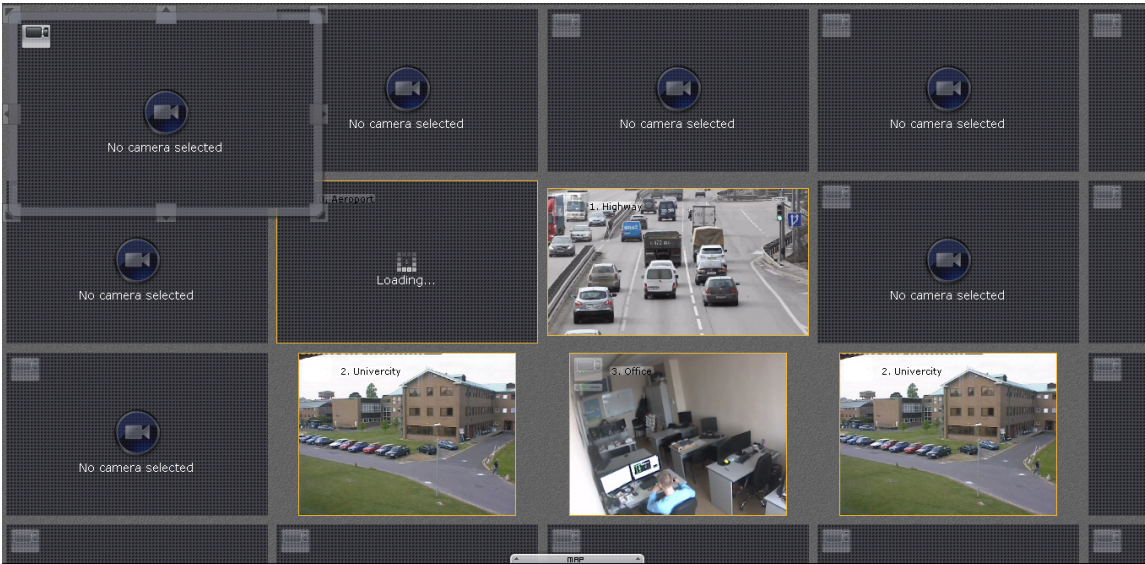 No camera selected
No camera selected
No camera selected
No camera selected
No camera selected
Aeroport
Loading...
1. Highway
No camera selected
No camera selected
2. Univercity
3. Office
2. Univercity
MAP